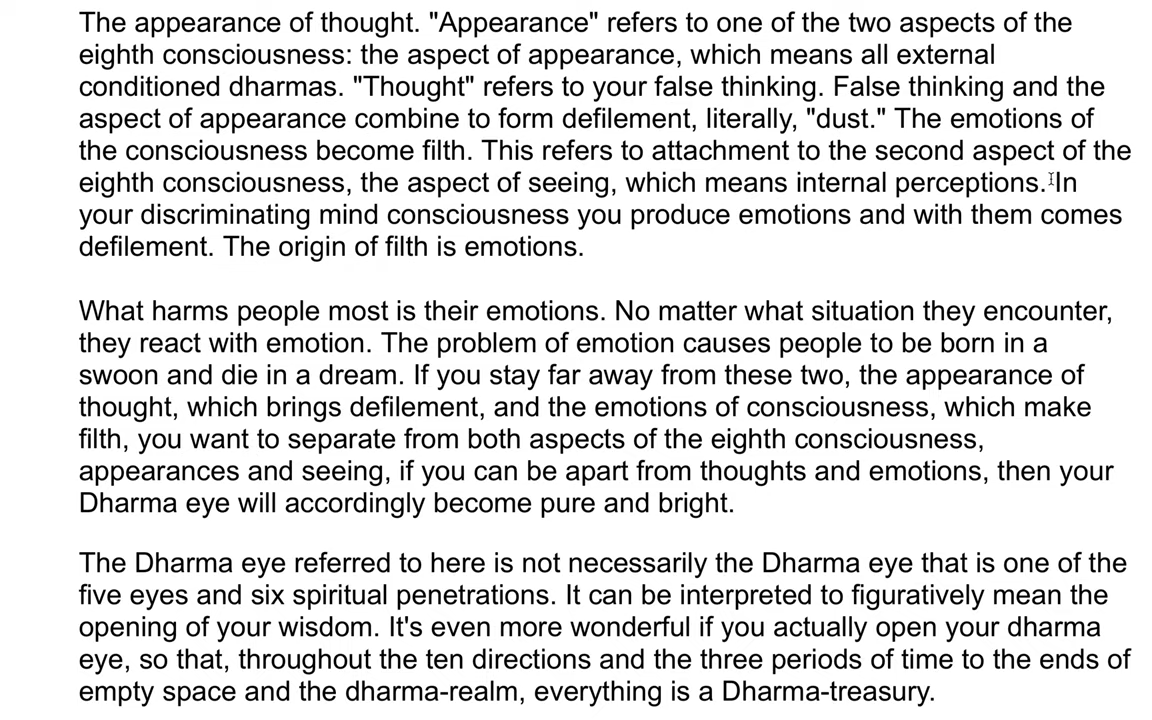 The appearance of thought. "Appearance" refers to one of the two aspects of the
eighth consciousness: the aspect of appearance, which means all external
conditioned dharmas. "Thought" refers to your false thinking. False thinking and the
aspect of appearance combine to form defilement, literally, "dust." The emotions of
the consciousness become filth. This refers to attachment to the second aspect of the
eighth consciousness, the aspect of seeing, which means internal perceptions. In
your discriminating mind consciousness you produce emotions and with them comes
defilement. The origin of filth is emotions.
What harms people most is their emotions. No matter what situation they encounter,
they react with emotion. The problem of emotion causes people to be born in a
swoon and die in a dream. If you stay far away from these two, the appearance of
thought, which brings defilement, and the emotions of consciousness, which make
filth, you want to separate from both aspects of the eighth consciousness,
appearances and seeing, if you can be apart from thoughts and emotions, then your
Dharma eye will accordingly become pure and bright.
The Dharma eye referred to here is not necessarily the Dharma eye that is one of the
five eyes and six spiritual penetrations. It can be interpreted to figuratively mean the
opening of your wisdom. It's even more wonderful if you actually open your dharma
eye, so that, throughout the ten directions and the three periods of time to the ends of
empty space and the dharma-realm, everything is a Dharma-treasury.